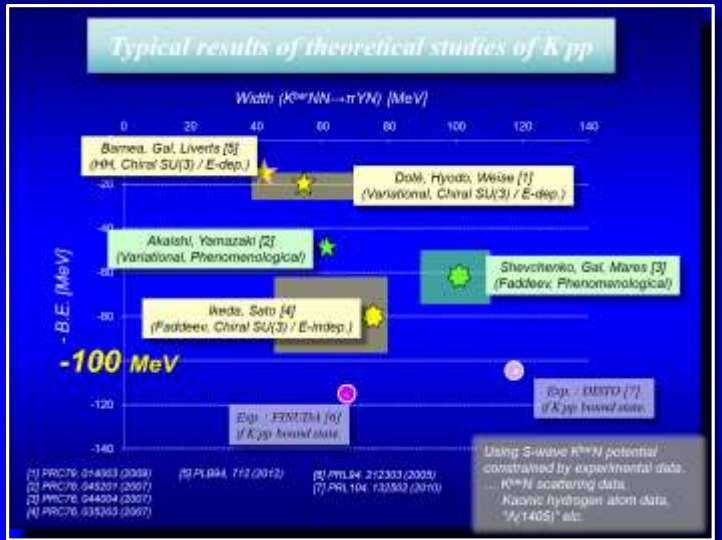 Typical results of theoretical studies of K⁻pp
Width (KᵇᵃʳNN→πYN) [MeV]
0 20 40 60 80 100 120 140
Barnea, Gal, Liverts [5]
(HH, Chiral SU(3) / E-dep.)
-20
Doté, Hyodo, Weise [1]
(Variational, Chiral SU(3) / E-dep.)
-40
Akaishi, Yamazaki [2]
(Variational, Phenomenological)
-60
Shevchenko, Gal, Mares [3]
(Faddeev, Phenomenological)
- B.E. [MeV]
Ikeda, Sato [4]
(Faddeev, Chiral SU(3) / E-indep.)
-80
-100 MeV
Exp. : DISTO [7]
if K⁻pp bound state.
-120
Exp. : FINUDA [6]
if K⁻pp bound state.
-140
Using S-wave KᵇᵃʳN potential
constrained by experimental data.
... KᵇᵃʳN scattering data,
Kaonic hydrogen atom data,
"Λ(1405)" etc.
[1] PRC79, 014003 (2009)
[2] PRC76, 045201 (2007)
[3] PRC76, 044004 (2007)
[4] PRC76, 035203 (2007)
[5] PLB94, 712 (2012)
[6] PRL94, 212303 (2005)
[7] PRL104, 132502 (2010)